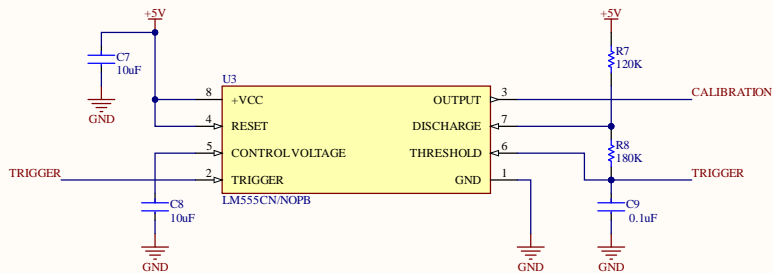 +5V
+5V
C7
10uF
GND
R7
120K
U3
8
+VCC
OUTPUT
3
CALIBRATION
4
RESET
DISCHARGE
7
5
CONTROL VOLTAGE
THRESHOLD
6
R8
180K
TRIGGER
2
TRIGGER
GND
1
TRIGGER
LM555CN/NOPB
C8
10uF
C9
0.1uF
GND
GND
GND